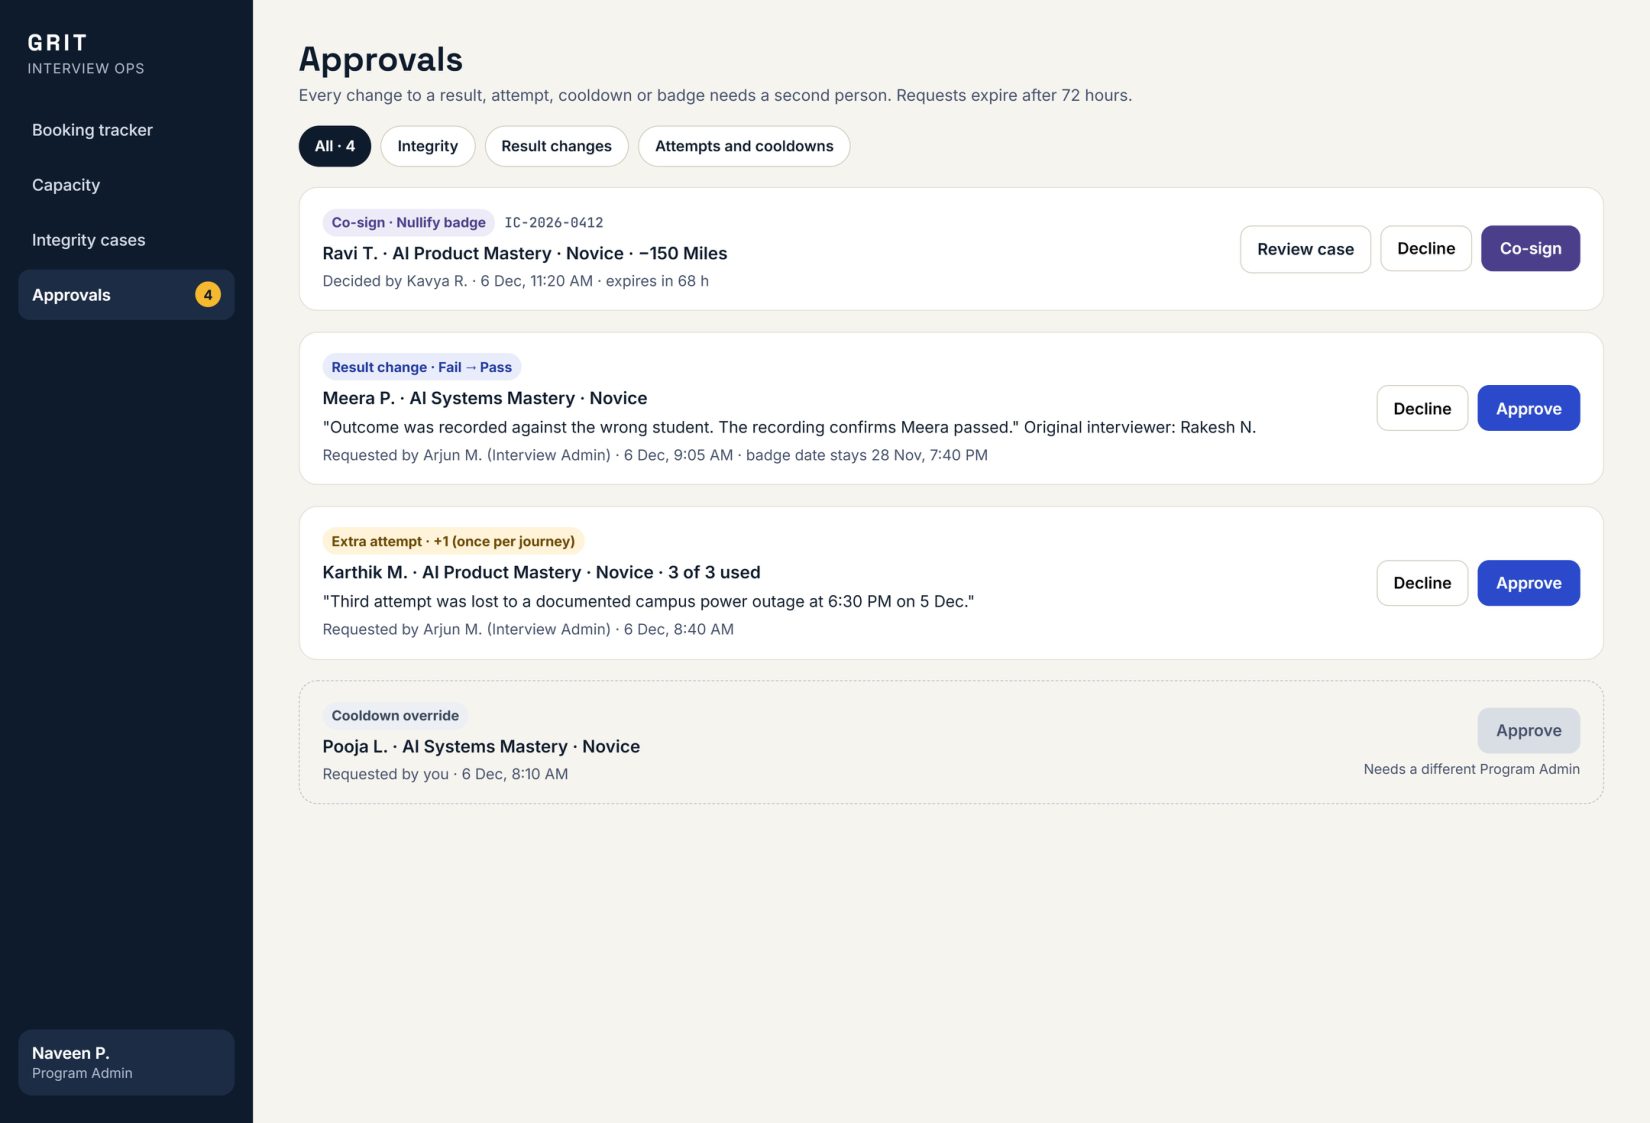 GRIT
INTERVIEW OPS
Booking tracker
Capacity
Integrity cases
Approvals 4
Naveen P.
Program Admin
Approvals
Every change to a result, attempt, cooldown or badge needs a second person. Requests expire after 72 hours.
All · 4 Integrity Result changes Attempts and cooldowns
Co-sign · Nullify badge IC-2026-0412
Ravi T. · AI Product Mastery · Novice · −150 Miles
Decided by Kavya R. · 6 Dec, 11:20 AM · expires in 68 h
Review case Decline Co-sign
Result change · Fail → Pass
Meera P. · AI Systems Mastery · Novice
"Outcome was recorded against the wrong student. The recording confirms Meera passed." Original interviewer: Rakesh N.
Requested by Arjun M. (Interview Admin) · 6 Dec, 9:05 AM · badge date stays 28 Nov, 7:40 PM
Decline Approve
Extra attempt · +1 (once per journey)
Karthik M. · AI Product Mastery · Novice · 3 of 3 used
"Third attempt was lost to a documented campus power outage at 6:30 PM on 5 Dec."
Requested by Arjun M. (Interview Admin) · 6 Dec, 8:40 AM
Decline Approve
Cooldown override
Pooja L. · AI Systems Mastery · Novice
Requested by you · 6 Dec, 8:10 AM
Approve
Needs a different Program Admin